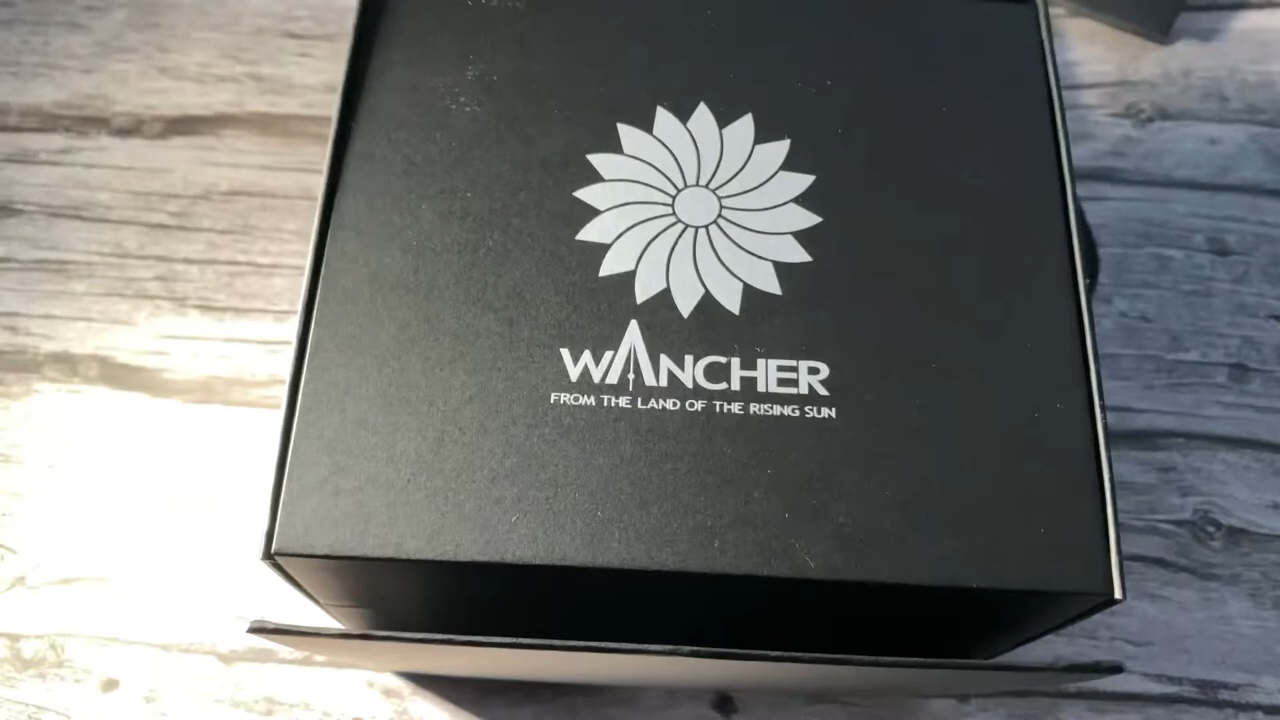 WANCHER
FROM THE LAND OF THE RISING SUN